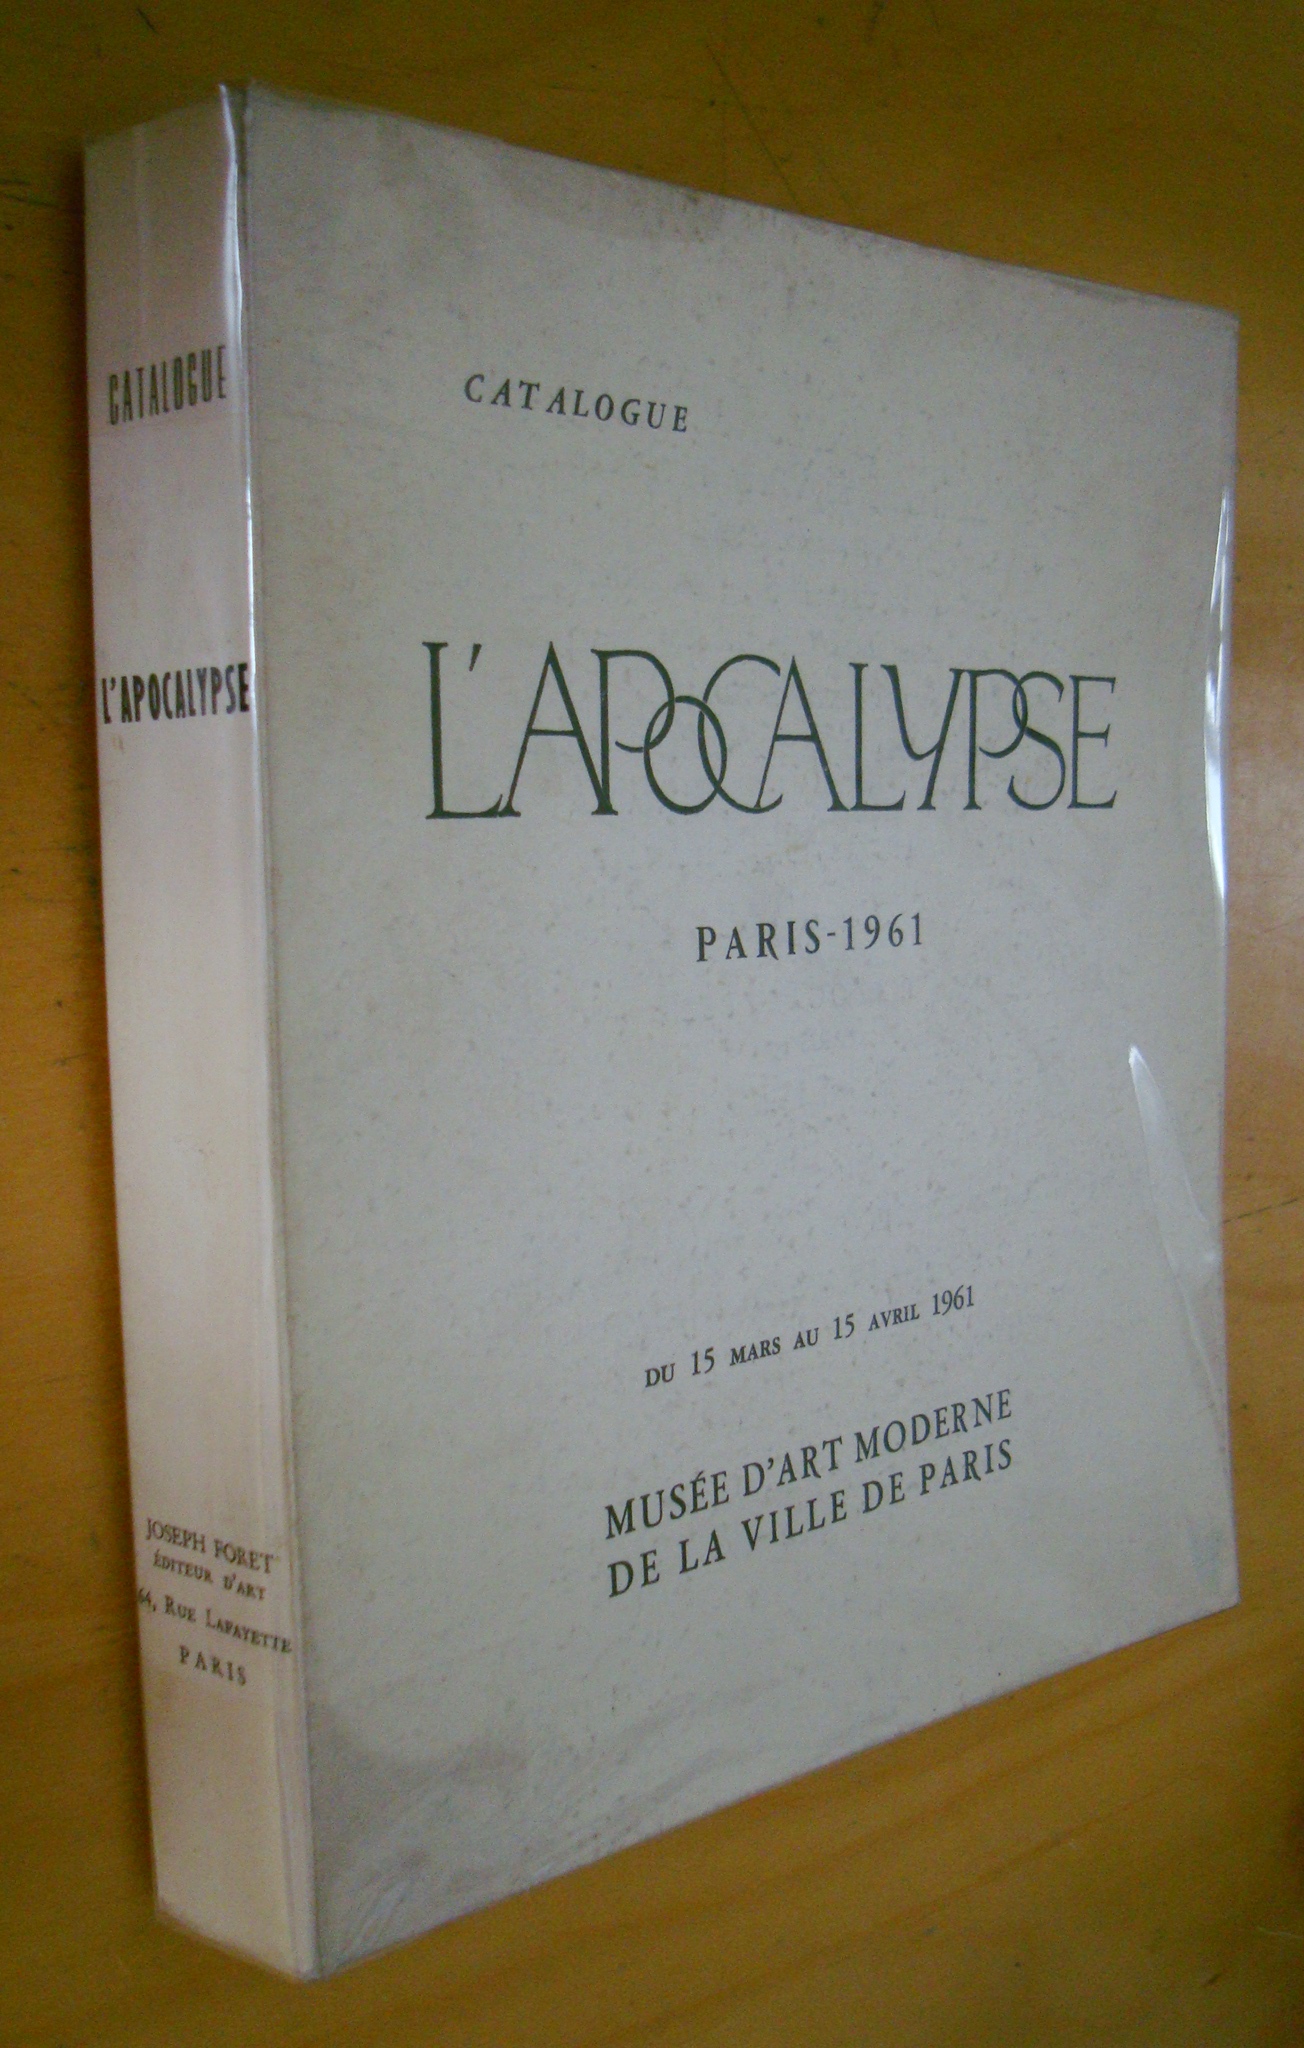 CATALOGUE
L'APOCALYPSE
JOSEPH FORET
ÉDITEUR D'ART
64, RUE LAFAYETTE
PARIS
CATALOGUE
L'APOCALYPSE
PARIS-1961
DU 15 MARS AU 15 AVRIL 1961
MUSÉE D'ART MODERNE
DE LA VILLE DE PARIS